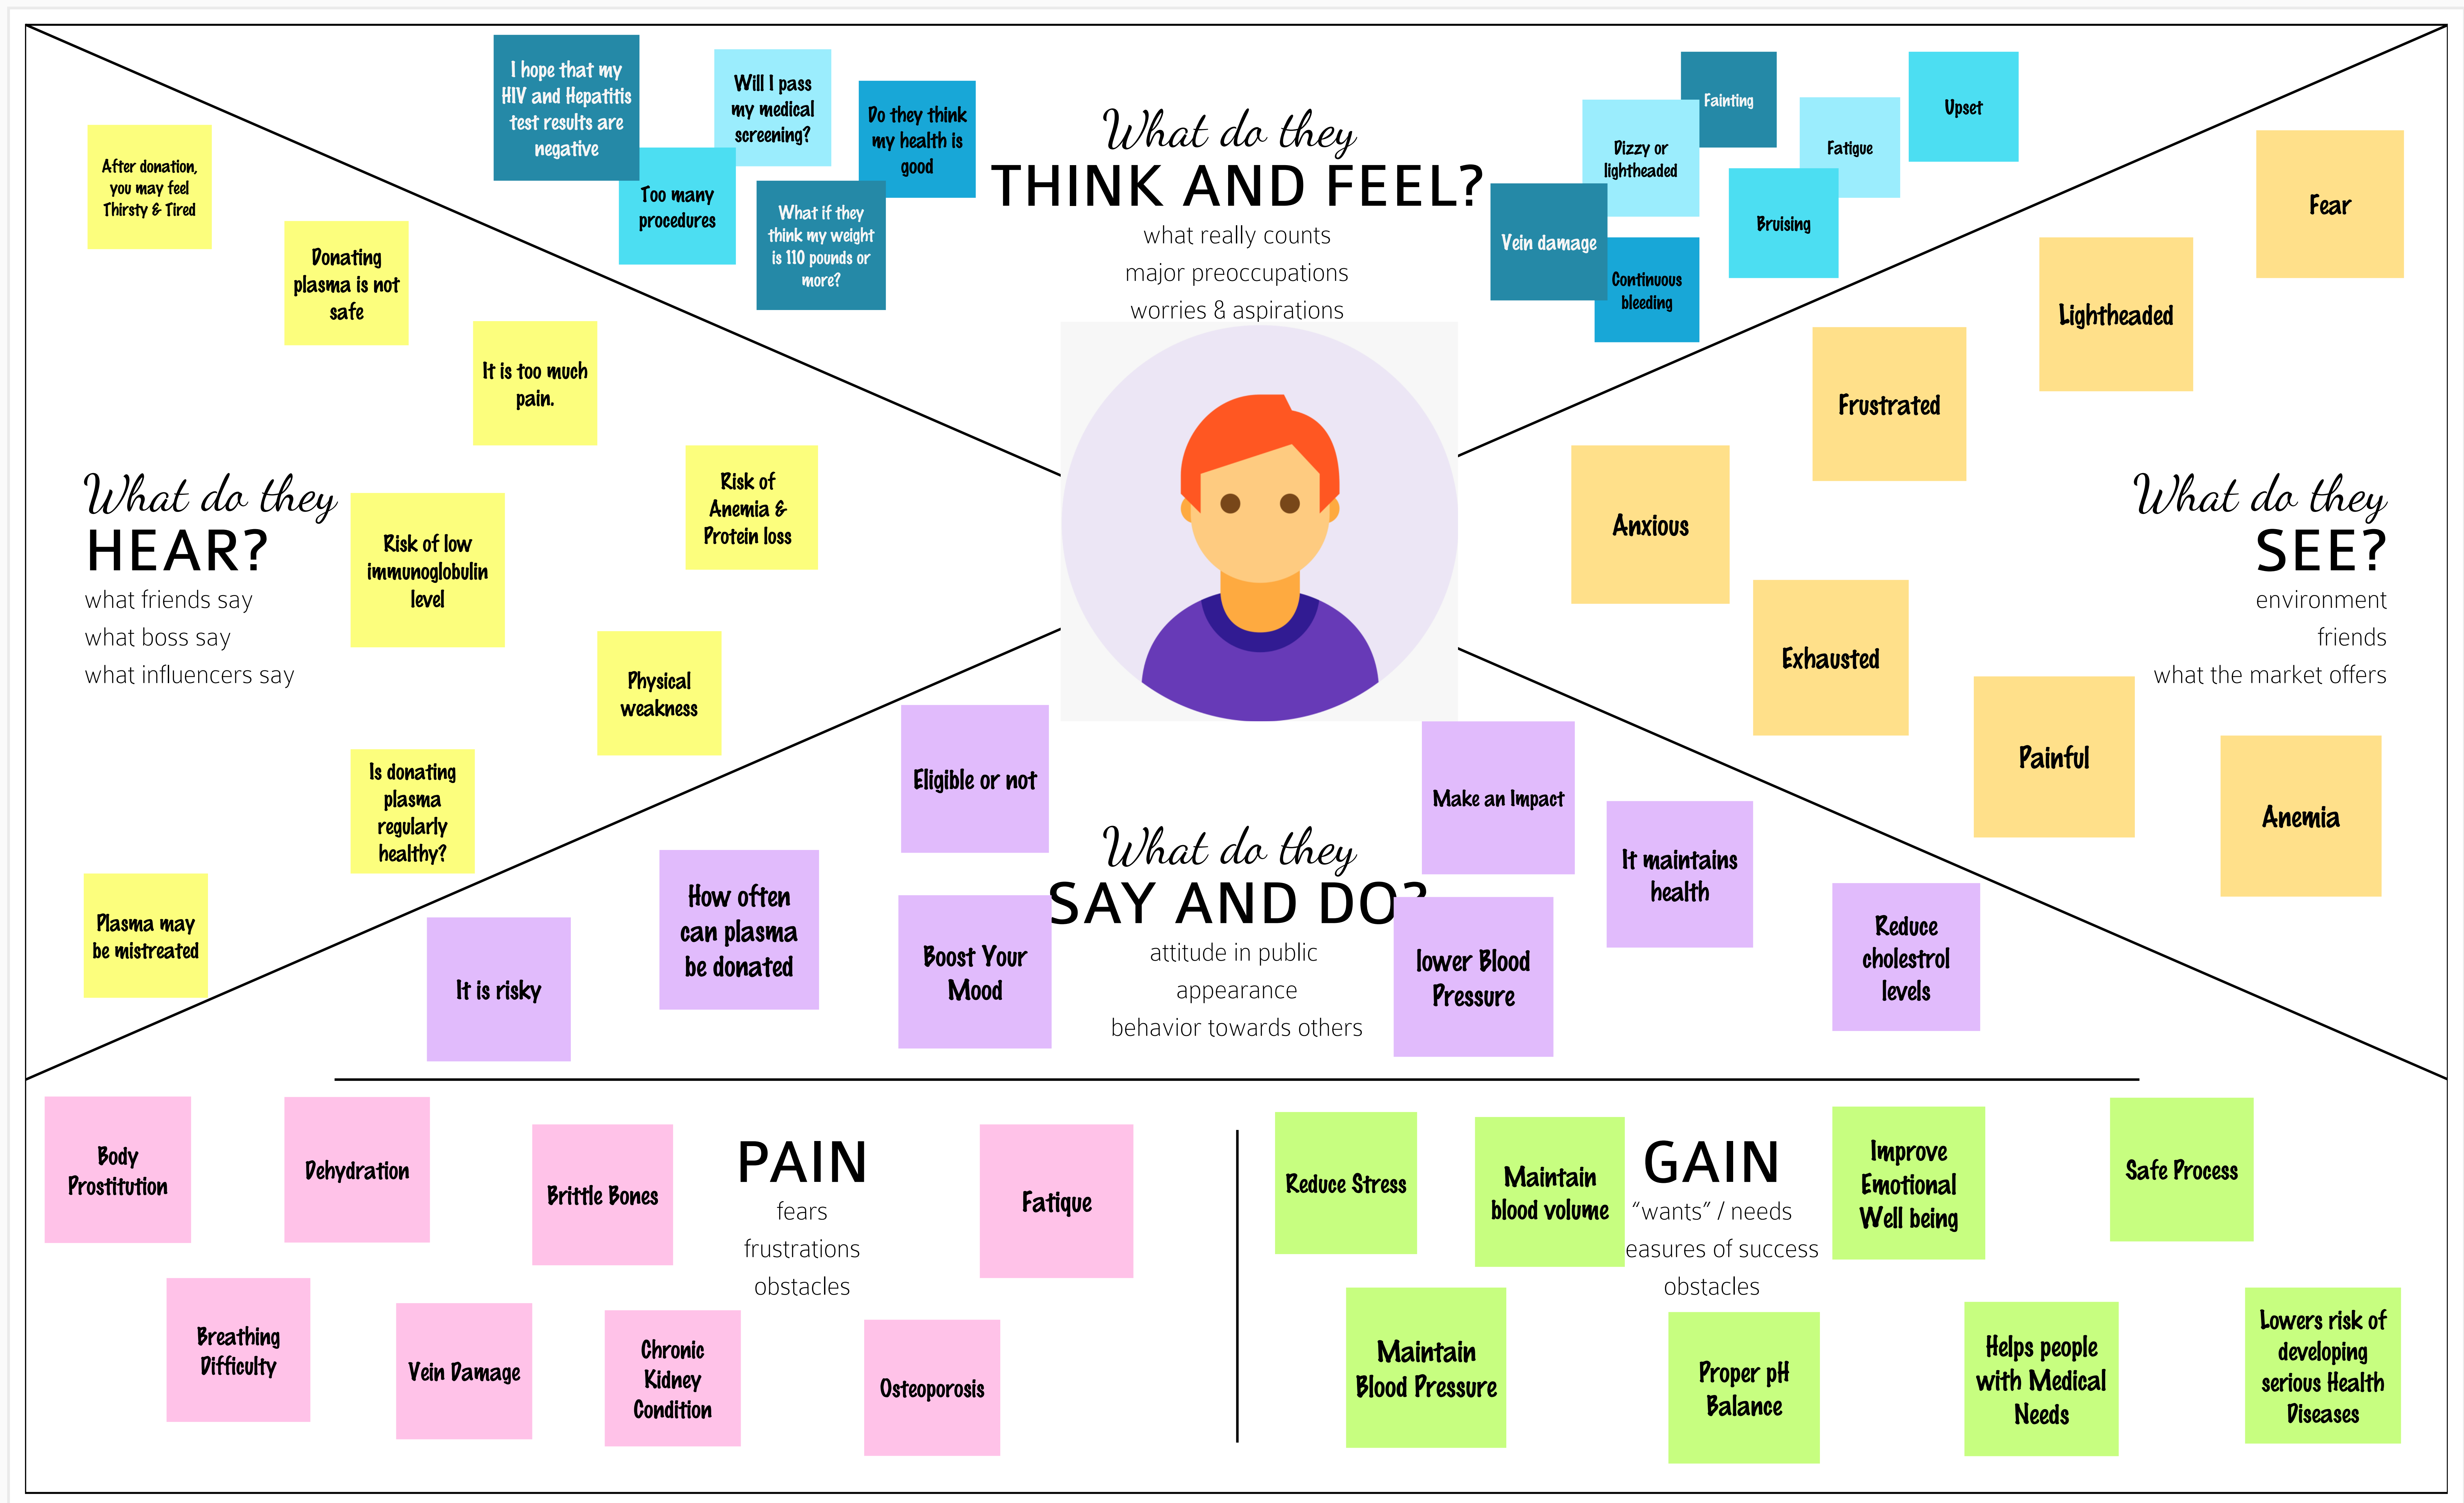 I hope that my
HIV and Hepatitis
test results are
negative
Will I pass
my medical
screening?
Do they think
my health is
good
Too many
procedures
What if they
think my weight
is 110 pounds or
more?
What do they
THINK AND FEEL?
what really counts
major preoccupations
worries & aspirations
Fainting
Upset
Dizzy or
lightheaded
Fatigue
Bruising
Vein damage
Continuous
bleeding
After donation,
you may feel
Thirsty & Tired
Donating
plasma is not
safe
It is too much
pain.
Risk of
Anemia &
Protein loss
What do they
HEAR?
what friends say
what boss say
what influencers say
Risk of low
immunoglobulin
level
Physical
weakness
Is donating
plasma
regularly
healthy?
Plasma may
be mistreated
Fear
Lightheaded
Frustrated
Anxious
What do they
SEE?
environment
friends
what the market offers
Exhausted
Painful
Anemia
Eligible or not
Make an Impact
What do they
SAY AND DO?
attitude in public
appearance
behavior towards others
It maintains
health
How often
can plasma
be donated
Boost Your
Mood
lower Blood
Pressure
Reduce
cholestrol
levels
It is risky
PAIN
fears
frustrations
obstacles
Body
Prostitution
Dehydration
Brittle Bones
Fatique
Breathing
Difficulty
Vein Damage
Chronic
Kidney
Condition
Osteoporosis
GAIN
“wants” / needs
easures of success
obstacles
Reduce Stress
Maintain
blood volume
Improve
Emotional
Well being
Safe Process
Maintain
Blood Pressure
Proper pH
Balance
Helps people
with Medical
Needs
Lowers risk of
developing
serious Health
Diseases